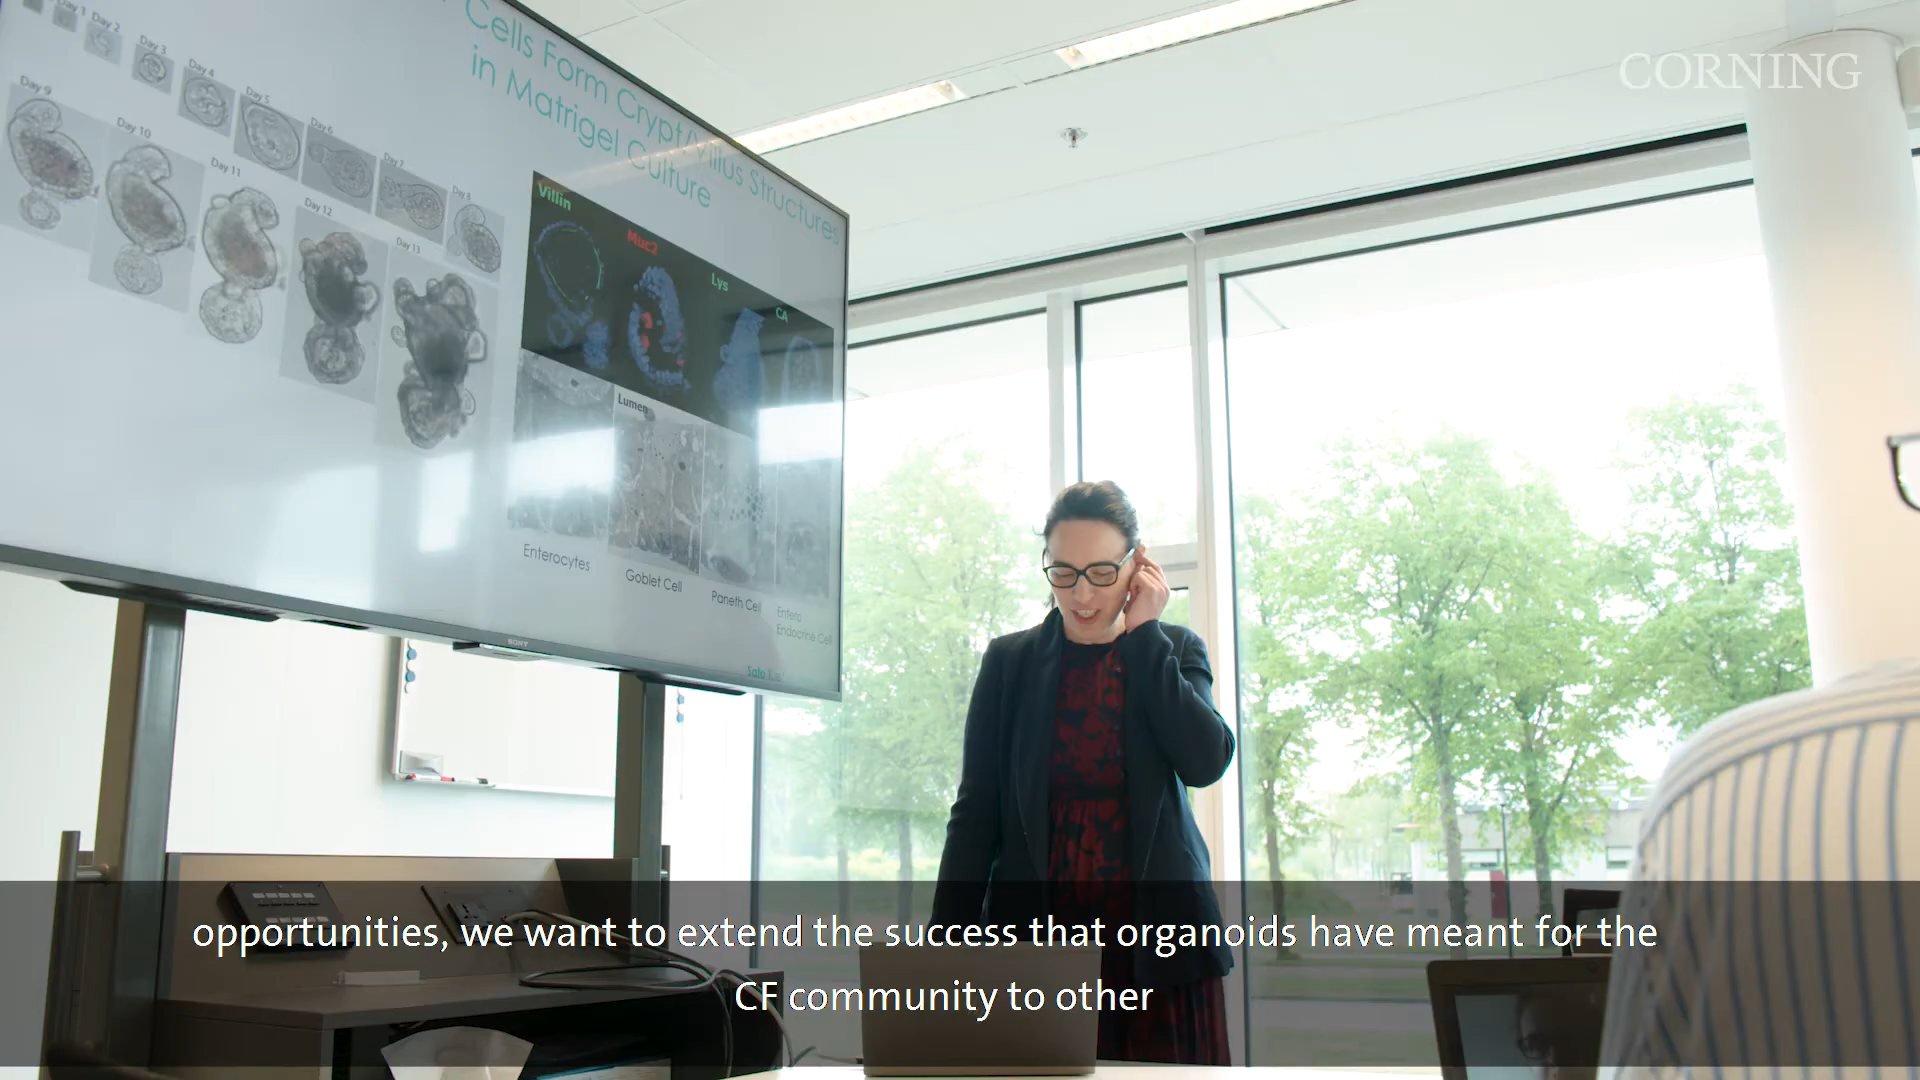 CORNING
Cells Form Crypt/Villus Structures
in Matrigel Culture
Day 1
Day 2
Day 3
Day 4
Day 5
Day 6
Day 7
Day 8
Day 9
Day 10
Day 11
Day 12
Day 13
Villin
Muc2
Lys
CA
Lumen
Enterocytes
Goblet Cell
Paneth Cell
Entero
Endocrine Cell
SONY
opportunities, we want to extend the success that organoids have meant for the
CF community to other